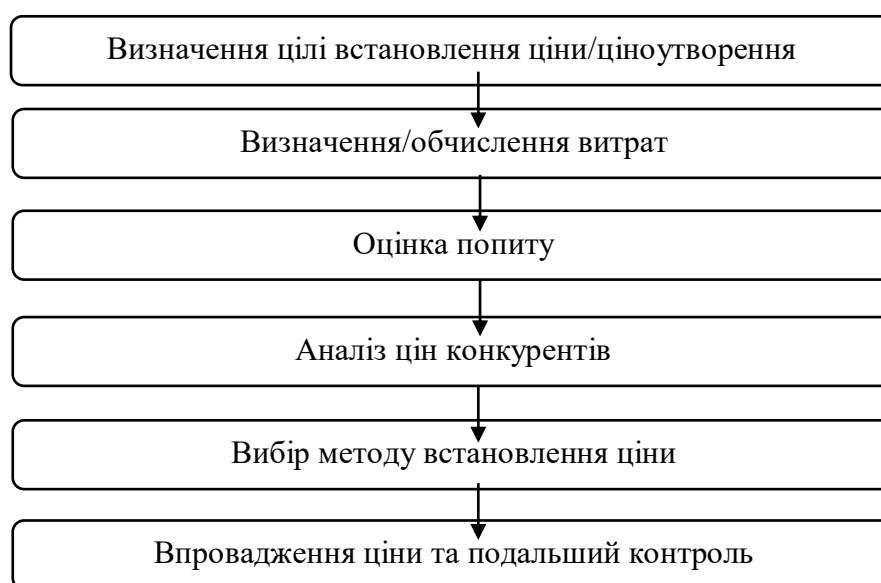 Визначення цілі встановлення ціни/ціноутворення
Визначення/обчислення витрат
Оцінка попиту
Аналіз цін конкурентів
Вибір методу встановлення ціни
Впровадження ціни та подальший контроль